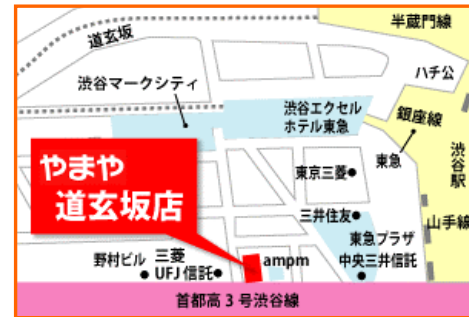 半蔵門線
道玄坂
ハチ公
渋谷マークシティ
渋谷エクセル
ホテル東急
銀座線
渋谷駅
東急
東京三菱
やまや
道玄坂店
三井住友
山手線
東急プラザ
野村ビル
三菱
UFJ信託
ampm
中央三井信託
首都高3号渋谷線